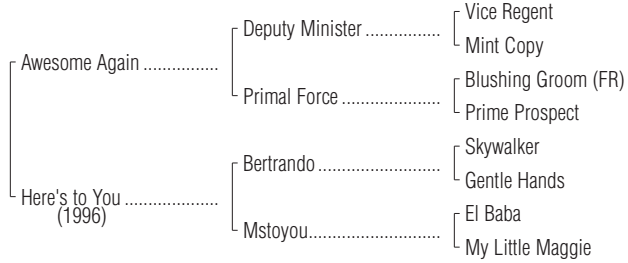 Vice Regent
Deputy Minister ..................
Mint Copy
Awesome Again ...............
Blushing Groom (FR)
Primal Force ......................
Prime Prospect
Skywalker
Bertrando ...........................
Gentle Hands
Here's to You ....................
(1996)
El Baba
Mstoyou.............................
My Little Maggie